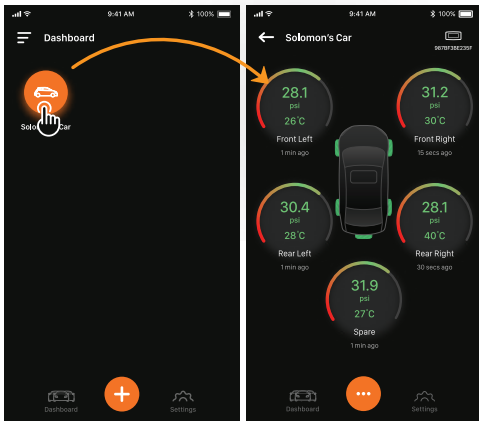 9:41 AM
100%
Dashboard
Solomon's Car
Dashboard
Settings
9:41 AM
100%
Solomon's Car
987BF3BE235F
28.1
psi
26°C
Front Left
1 min ago
31.2
psi
30°C
Front Right
15 secs ago
30.4
psi
28°C
Rear Left
1 min ago
28.1
psi
40°C
Rear Right
30 secs ago
31.9
psi
27°C
Spare
1 min ago
Dashboard
Settings